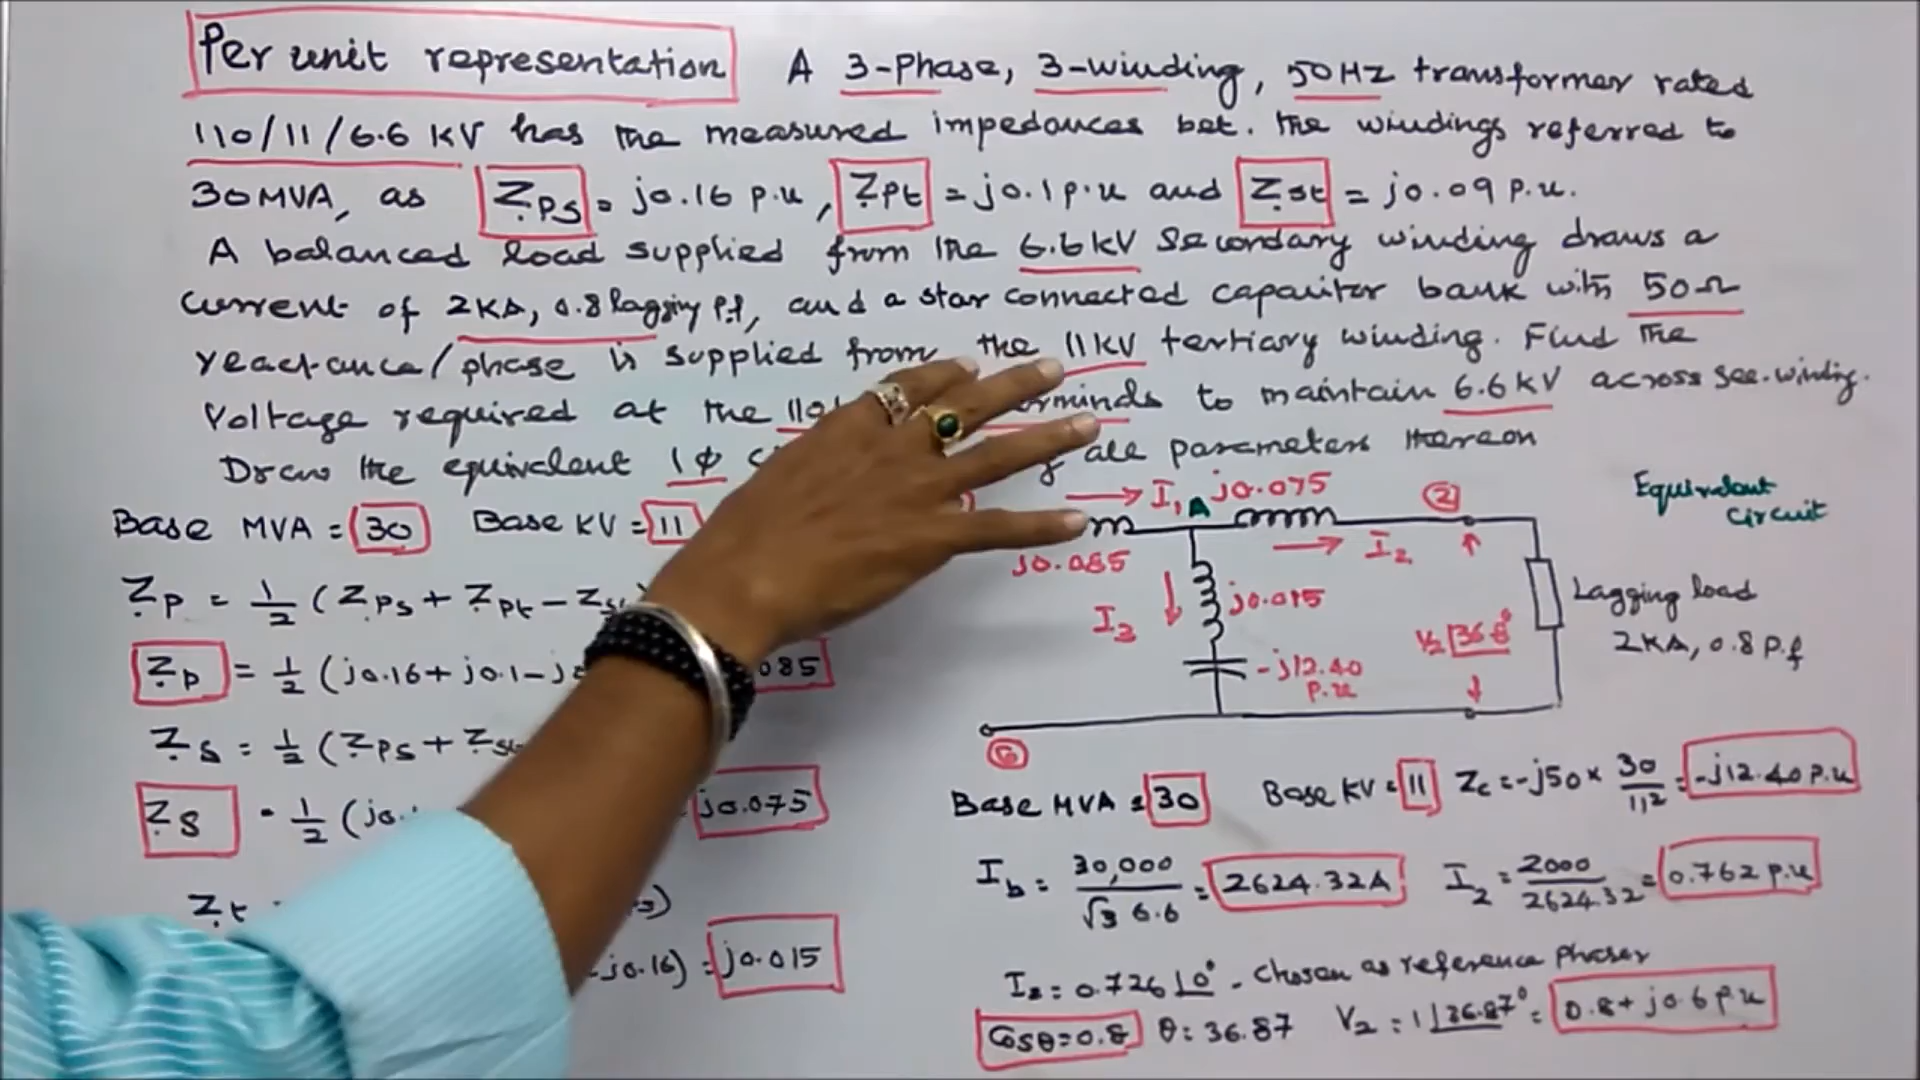 Per unit representation A 3-Phase, 3-winding, 50HZ transformer rated
110/11/6.6 KV has the measured impedances bet. the windings referred to
30MVA, as Zps = j0.16 p.u, Zpt = j0.1 p.u and Zst = j0.09 p.u.
A balanced load supplied from the 6.6 kV Secondary winding draws a
current of 2KA, 0.8 lagging P.f, and a star connected capacitor bank with 50Ω
reactance/phase is supplied from the 11KV tertiary winding. Find the
Voltage required at the 110 to maintain 6.6 kV across sec. winding.
Draw the equivalent 1φ all parameters thereon
Base MVA = 30 Base KV = 11
Zp = 1/2 (Zps + Zpt - Zst
Zp = 1/2 (j0.16 + j0.1 - j 085
Zs = 1/2 (Zps + Zst
Zs = 1/2 (j0. j0.075
Zt
-j0.16) = j0.015
I1 A j0.075 2
j0.085 I2
I3 j0.015
-j12.40
p.u
V2 ∠36.8°
Equivalent
circuit
Lagging load
2KA, 0.8 P.f
Base MVA = 30 Base KV = 11 Zc = -j50 × 30/11² = -j12.40 p.u
Ib = 30,000/√3 6.6 = 2624.32A I2 = 2000/2624.32 = 0.762 p.u
I2 = 0.726 ∠0° - chosen as reference phasor
Cosθ = 0.8 θ: 36.87 V2 = 1∠36.87° = 0.8 + j0.6 p.u